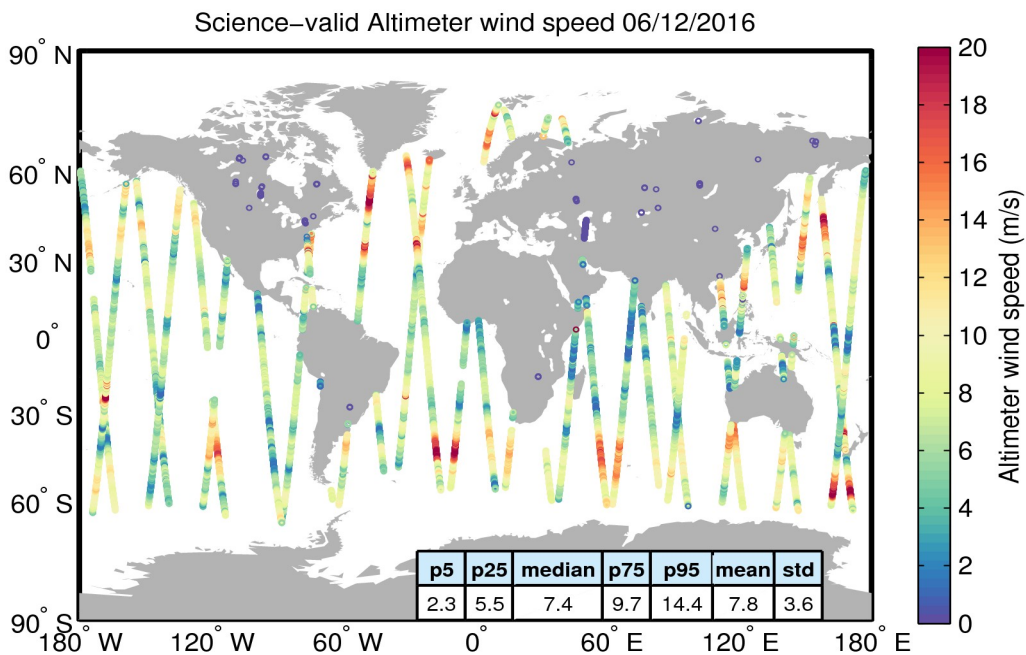 Science−valid Altimeter wind speed 06/12/2016
90° N
60° N
30° N
0°
30° S
60° S
90° S
180° W
120° W
60° W
0°
60° E
120° E
180° E
p5 p25 median p75 p95 mean std
2.3 5.5 7.4 9.7 14.4 7.8 3.6
20
18
16
14
12
10
8
6
4
2
0
Altimeter wind speed (m/s)